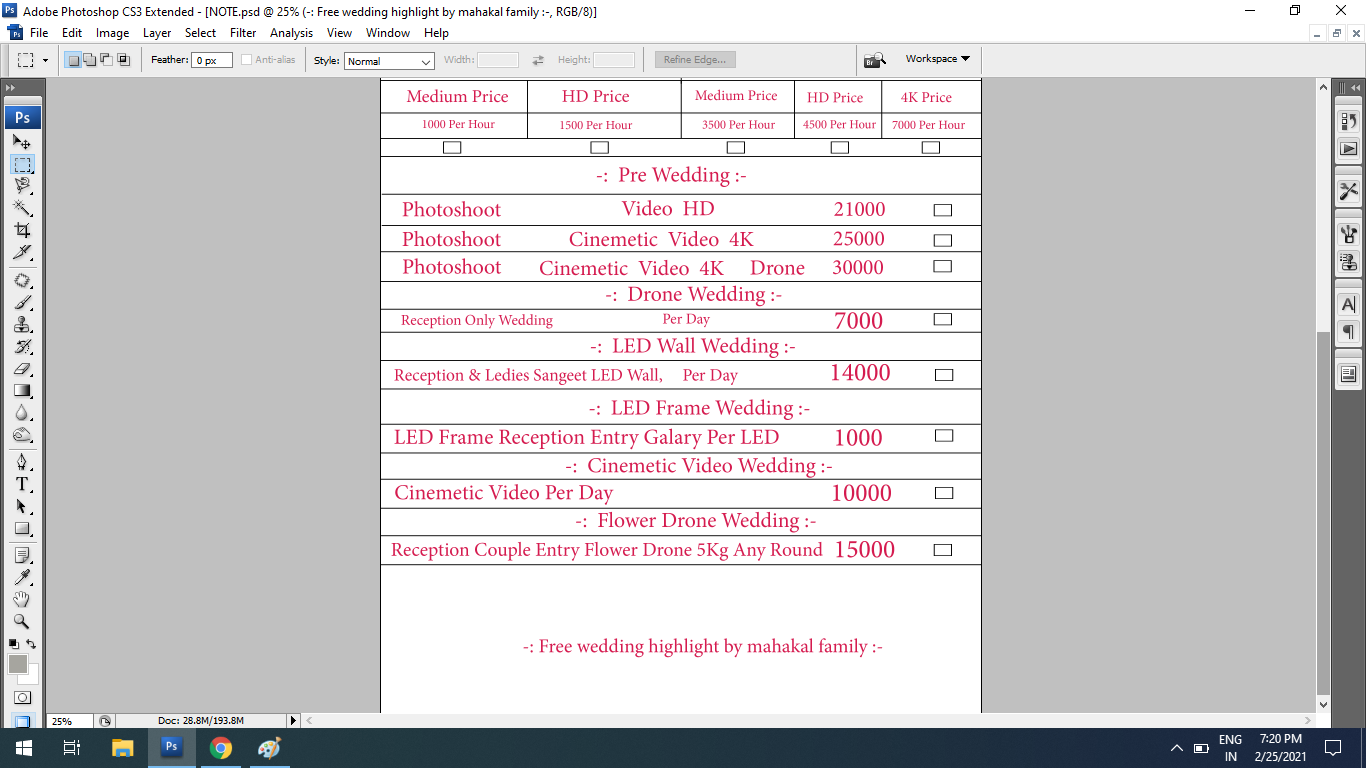 Adobe Photoshop CS3 Extended - [NOTE.psd @ 25% (-: Free wedding highlight by mahakal family :-, RGB/8)]
File Edit Image Layer Select Filter Analysis View Window Help
Feather: 0 px Anti-alias Style: Normal Width: Height: Refine Edge... Br Workspace
Ps
Medium Price HD Price Medium Price HD Price 4K Price
1000 Per Hour 1500 Per Hour 3500 Per Hour 4500 Per Hour 7000 Per Hour
-: Pre Wedding :-
Photoshoot Video HD 21000
Photoshoot Cinemetic Video 4K 25000
Photoshoot Cinemetic Video 4K Drone 30000
-: Drone Wedding :-
Reception Only Wedding Per Day 7000
-: LED Wall Wedding :-
Reception & Ledies Sangeet LED Wall, Per Day 14000
-: LED Frame Wedding :-
LED Frame Reception Entry Galary Per LED 1000
-: Cinemetic Video Wedding :-
Cinemetic Video Per Day 10000
-: Flower Drone Wedding :-
Reception Couple Entry Flower Drone 5Kg Any Round 15000
-: Free wedding highlight by mahakal family :-
25% Doc: 28.8M/193.8M
Ps
ENG 7:20 PM
IN 2/25/2021